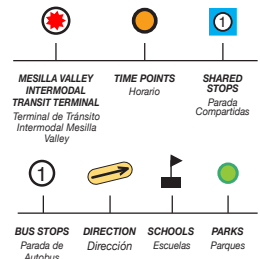 1
MESILLA VALLEY
INTERMODAL
TRANSIT TERMINAL
Terminal de Tránsito
Intermodal Mesilla
Valley
TIME POINTS
Horario
SHARED
STOPS
Parada
Compartidas
1
BUS STOPS
Parada de
Autobus
DIRECTION
Dirección
SCHOOLS
Escuelas
PARKS
Parques